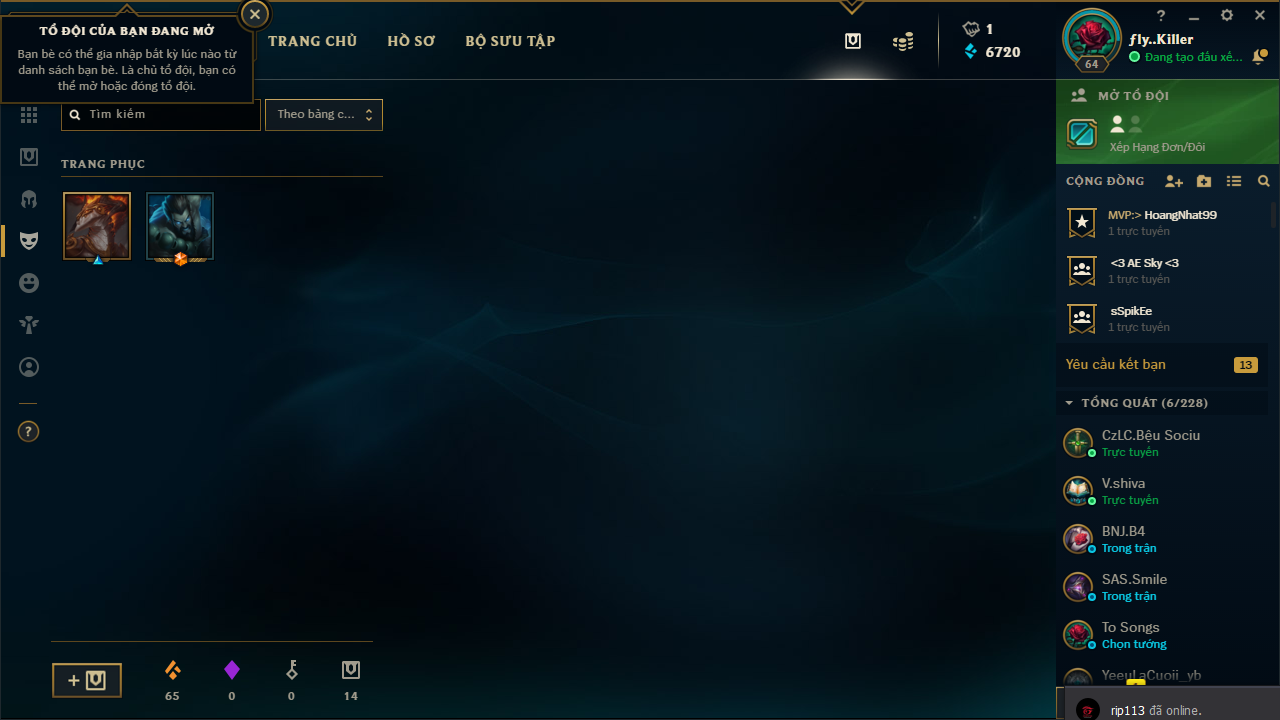 TỔ ĐỘI CỦA BẠN ĐANG MỞ
Bạn bè có thể gia nhập bất kỳ lúc nào từ
danh sách bạn bè. Là chủ tổ đội, bạn có
thể mở hoặc đóng tổ đội.
TRANG CHỦ
HỒ SƠ
BỘ SƯU TẬP
1
6720
?
64
ƒly..Killer
Đang tạo đấu xế...
Tìm kiếm
Theo bảng c...
TRANG PHỤC
?
65
0
0
14
MỞ TỔ ĐỘI
Xếp Hạng Đơn/Đôi
CỘNG ĐỒNG
MVP:> HoangNhat99
1 trực tuyến
<3 AE Sky <3
1 trực tuyến
sSpikEe
1 trực tuyến
Yêu cầu kết bạn
13
TỔNG QUÁT (6/228)
CzLC.Bệu Sociu
Trực tuyến
V.shiva
Trực tuyến
BNJ.B4
Trong trận
SAS.Smile
Trong trận
To Songs
Chọn tướng
YeeuLaCuoii_yb
rip113 đã online.